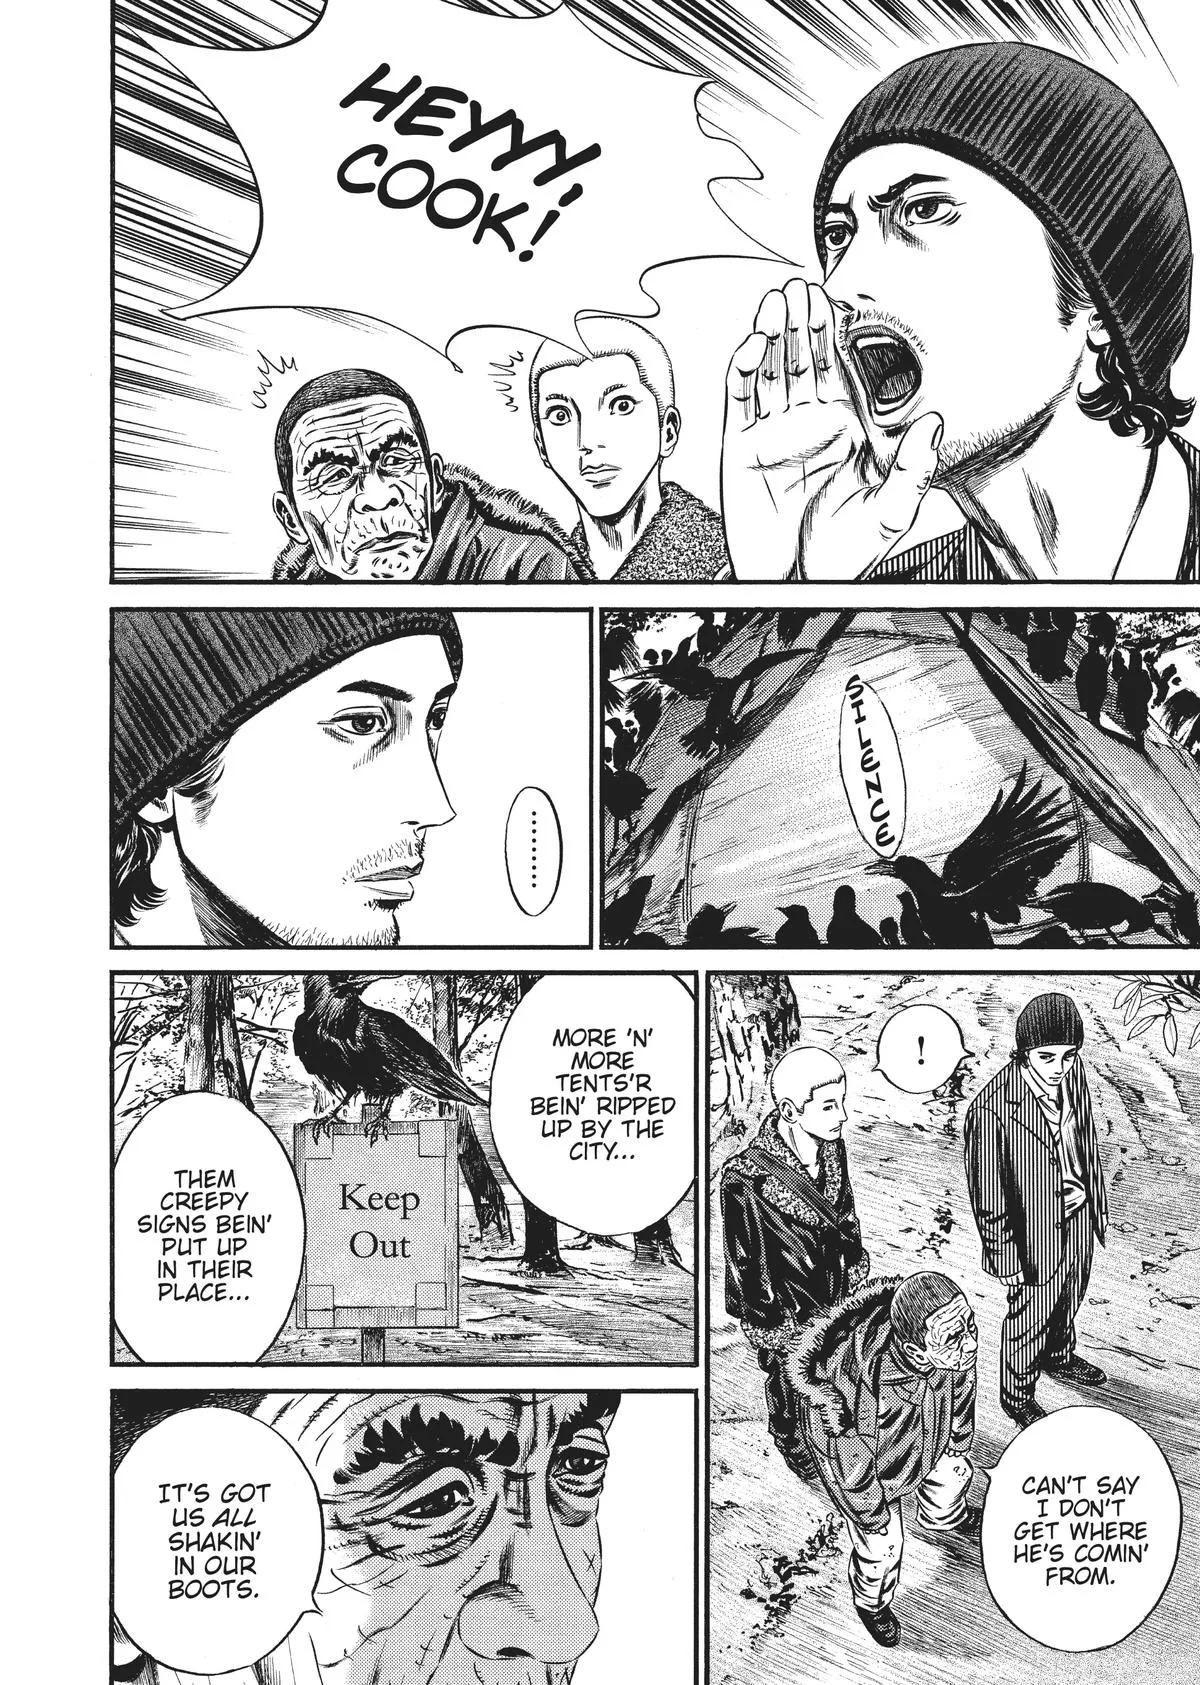 HEYYY,
COOK!
SILENCE
.........
!
CAN'T SAY
I DON'T
GET WHERE
HE'S COMIN'
FROM.
MORE 'N'
MORE
TENTS'R
BEIN' RIPPED
UP BY THE
CITY...
THEM
CREEPY
SIGNS BEIN'
PUT UP
IN THEIR
PLACE...
Keep
Out
IT'S GOT
US ALL
SHAKIN'
IN OUR
BOOTS.